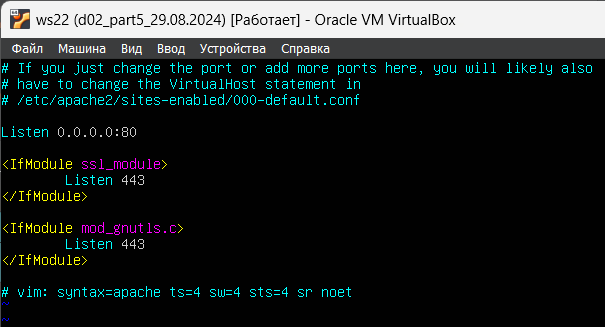 ws22 (d02_part5_29.08.2024) [Работает] - Oracle VM VirtualBox
Файл Машина Вид Ввод Устройства Справка
# If you just change the port or add more ports here, you will likely also
# have to change the VirtualHost statement in
# /etc/apache2/sites-enabled/000-default.conf
Listen 0.0.0.0:80
<IfModule ssl_module>
Listen 443
</IfModule>
<IfModule mod_gnutls.c>
Listen 443
</IfModule>
# vim: syntax=apache ts=4 sw=4 sts=4 sr noet
~
~